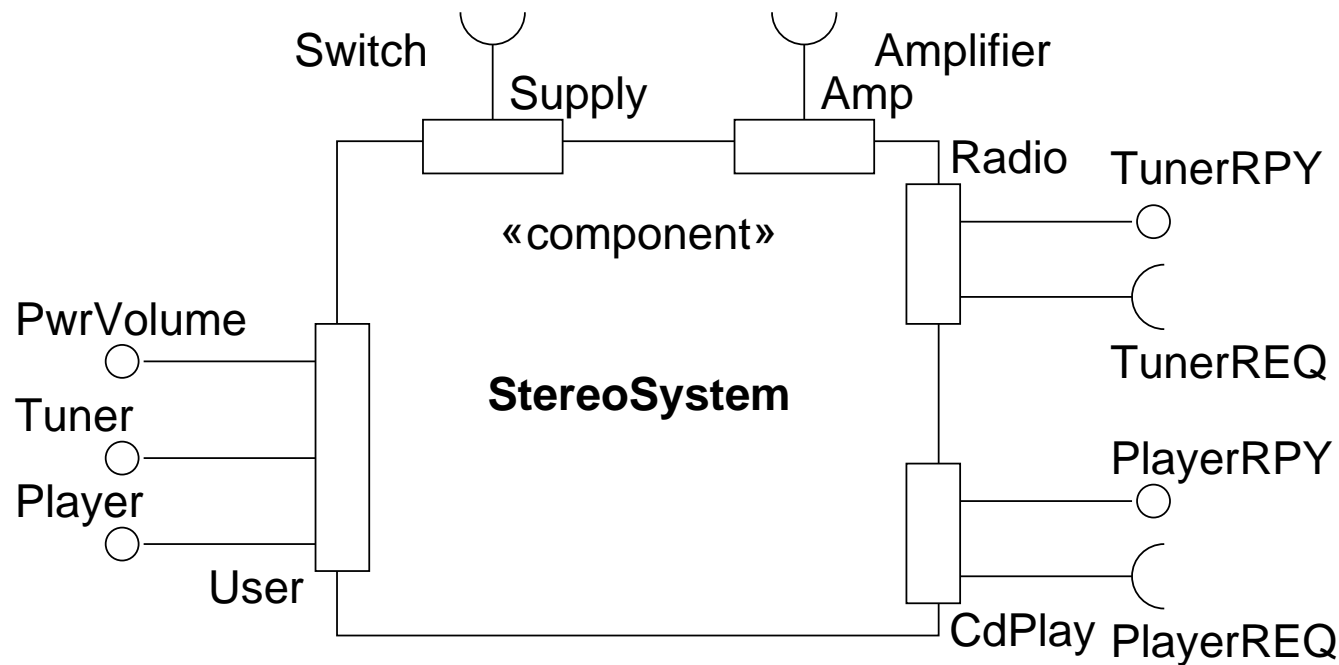 Switch
Amplifier
Supply
Amp
Radio
TunerRPY
«component»
PwrVolume
TunerREQ
StereoSystem
Tuner
PlayerRPY
Player
User
CdPlay
PlayerREQ